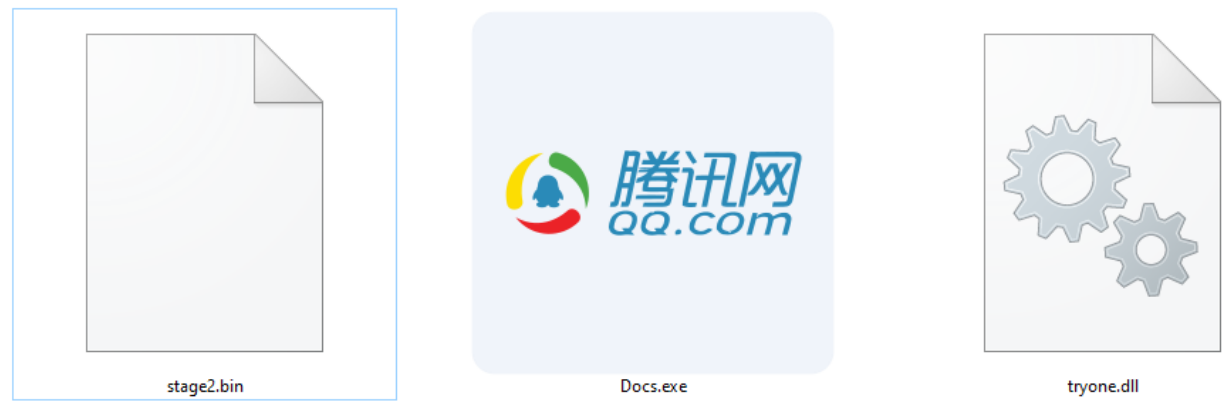 腾讯网
QQ.com
stage2.bin
Docs.exe
tryone.dll